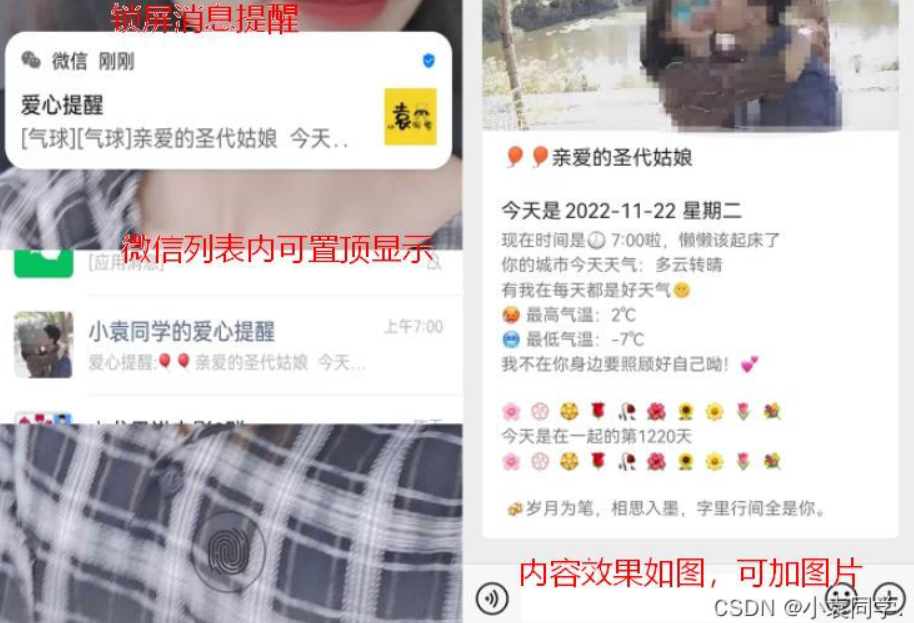 锁屏消息提醒
微信 刚刚
爱心提醒
[气球][气球]亲爱的圣代姑娘 今天..
袁
微信列表内可置顶显示
[应用消息]
小袁同学的爱心提醒
上午7:00
爱心提醒:🎈🎈亲爱的圣代姑娘 今天...
🎈🎈亲爱的圣代姑娘
今天是2022-11-22 星期二
现在时间是🕖7:00啦，懒懒该起床了
你的城市今天天气：多云转晴
有我在每天都是好天气🌞
🥵 最高气温：2℃
🥶 最低气温：-7℃
我不在你身边要照顾好自己呦！💕
🌸💮🏵️🌹🥀🌺🌻🌼🌷💐
今天是在一起的第1220天
🌸💮🏵️🌹🥀🌺🌻🌼🌷💐
岁月为笔，相思入墨，字里行间全是你。
内容效果如图，可加图片
CSDN @小袁同学.